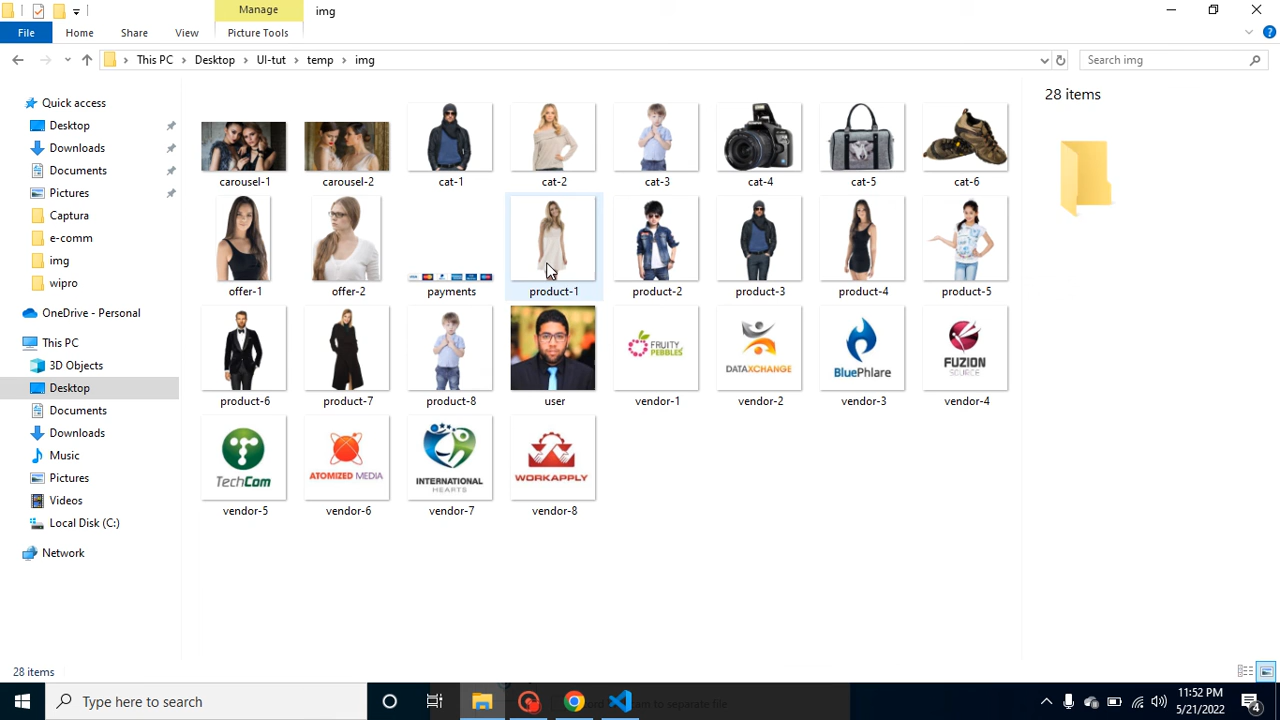 Manage
img
File
Home
Share
View
Picture Tools
This PC
Desktop
UI-tut
temp
img
Search img
Quick access
Desktop
Downloads
Documents
Pictures
Captura
e-comm
img
wipro
OneDrive - Personal
This PC
3D Objects
Desktop
Documents
Downloads
Music
Pictures
Videos
Local Disk (C:)
Network
28 items
carousel-1
carousel-2
cat-1
cat-2
cat-3
cat-4
cat-5
cat-6
offer-1
offer-2
payments
product-1
product-2
product-3
product-4
product-5
FRUITY
PEBBLES
DATAXCHANGE
BluePhlare
FUZION
SOURCE
product-6
product-7
product-8
user
vendor-1
vendor-2
vendor-3
vendor-4
TechCom
ATOMIZED MEDIA
INTERNATIONAL
HEARTS
WORKAPPLY
vendor-5
vendor-6
vendor-7
vendor-8
28 items
Type here to search
to separate file
11:52 PM
5/21/2022
4